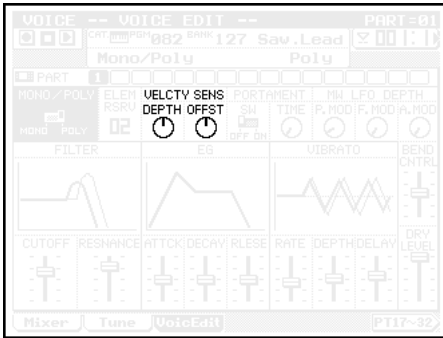 VOICE -- VOICE EDIT -- PART=01
CAT. PGM 082 BANK 127 Saw.Lead
Mono/Poly Poly
PART 1
MONO/POLY ELEM VELCTY SENS PORTAMENT MW LFO DEPTH
RSRV. DEPTH OFFST SW TIME P.MOD F.MOD A.MOD
MONO POLY 02 OFF ON
FILTER EG VIBRATO BEND
CNTRL
DRY
CUTOFF RESNANCE ATTCK DECAY RLESE RATE DEPTH DELAY LEVEL
Mixer Tune VoicEdit PT17~32